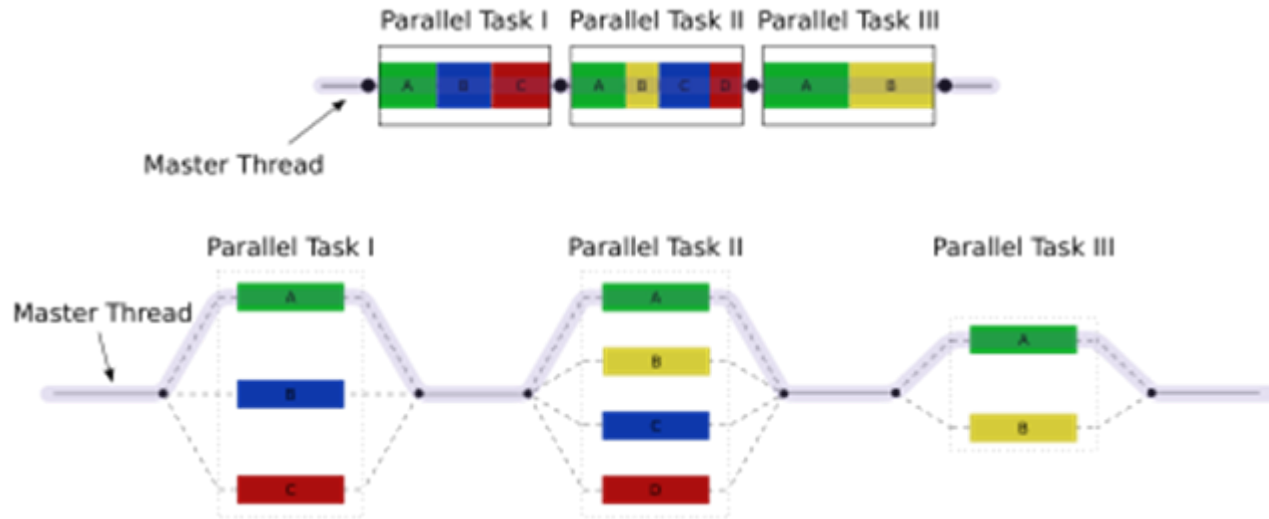 Parallel Task I Parallel Task II Parallel Task III
A B C A B C D A B
Master Thread
Parallel Task I Parallel Task II Parallel Task III
A A
Master Thread
A
B
B
C
B
C D